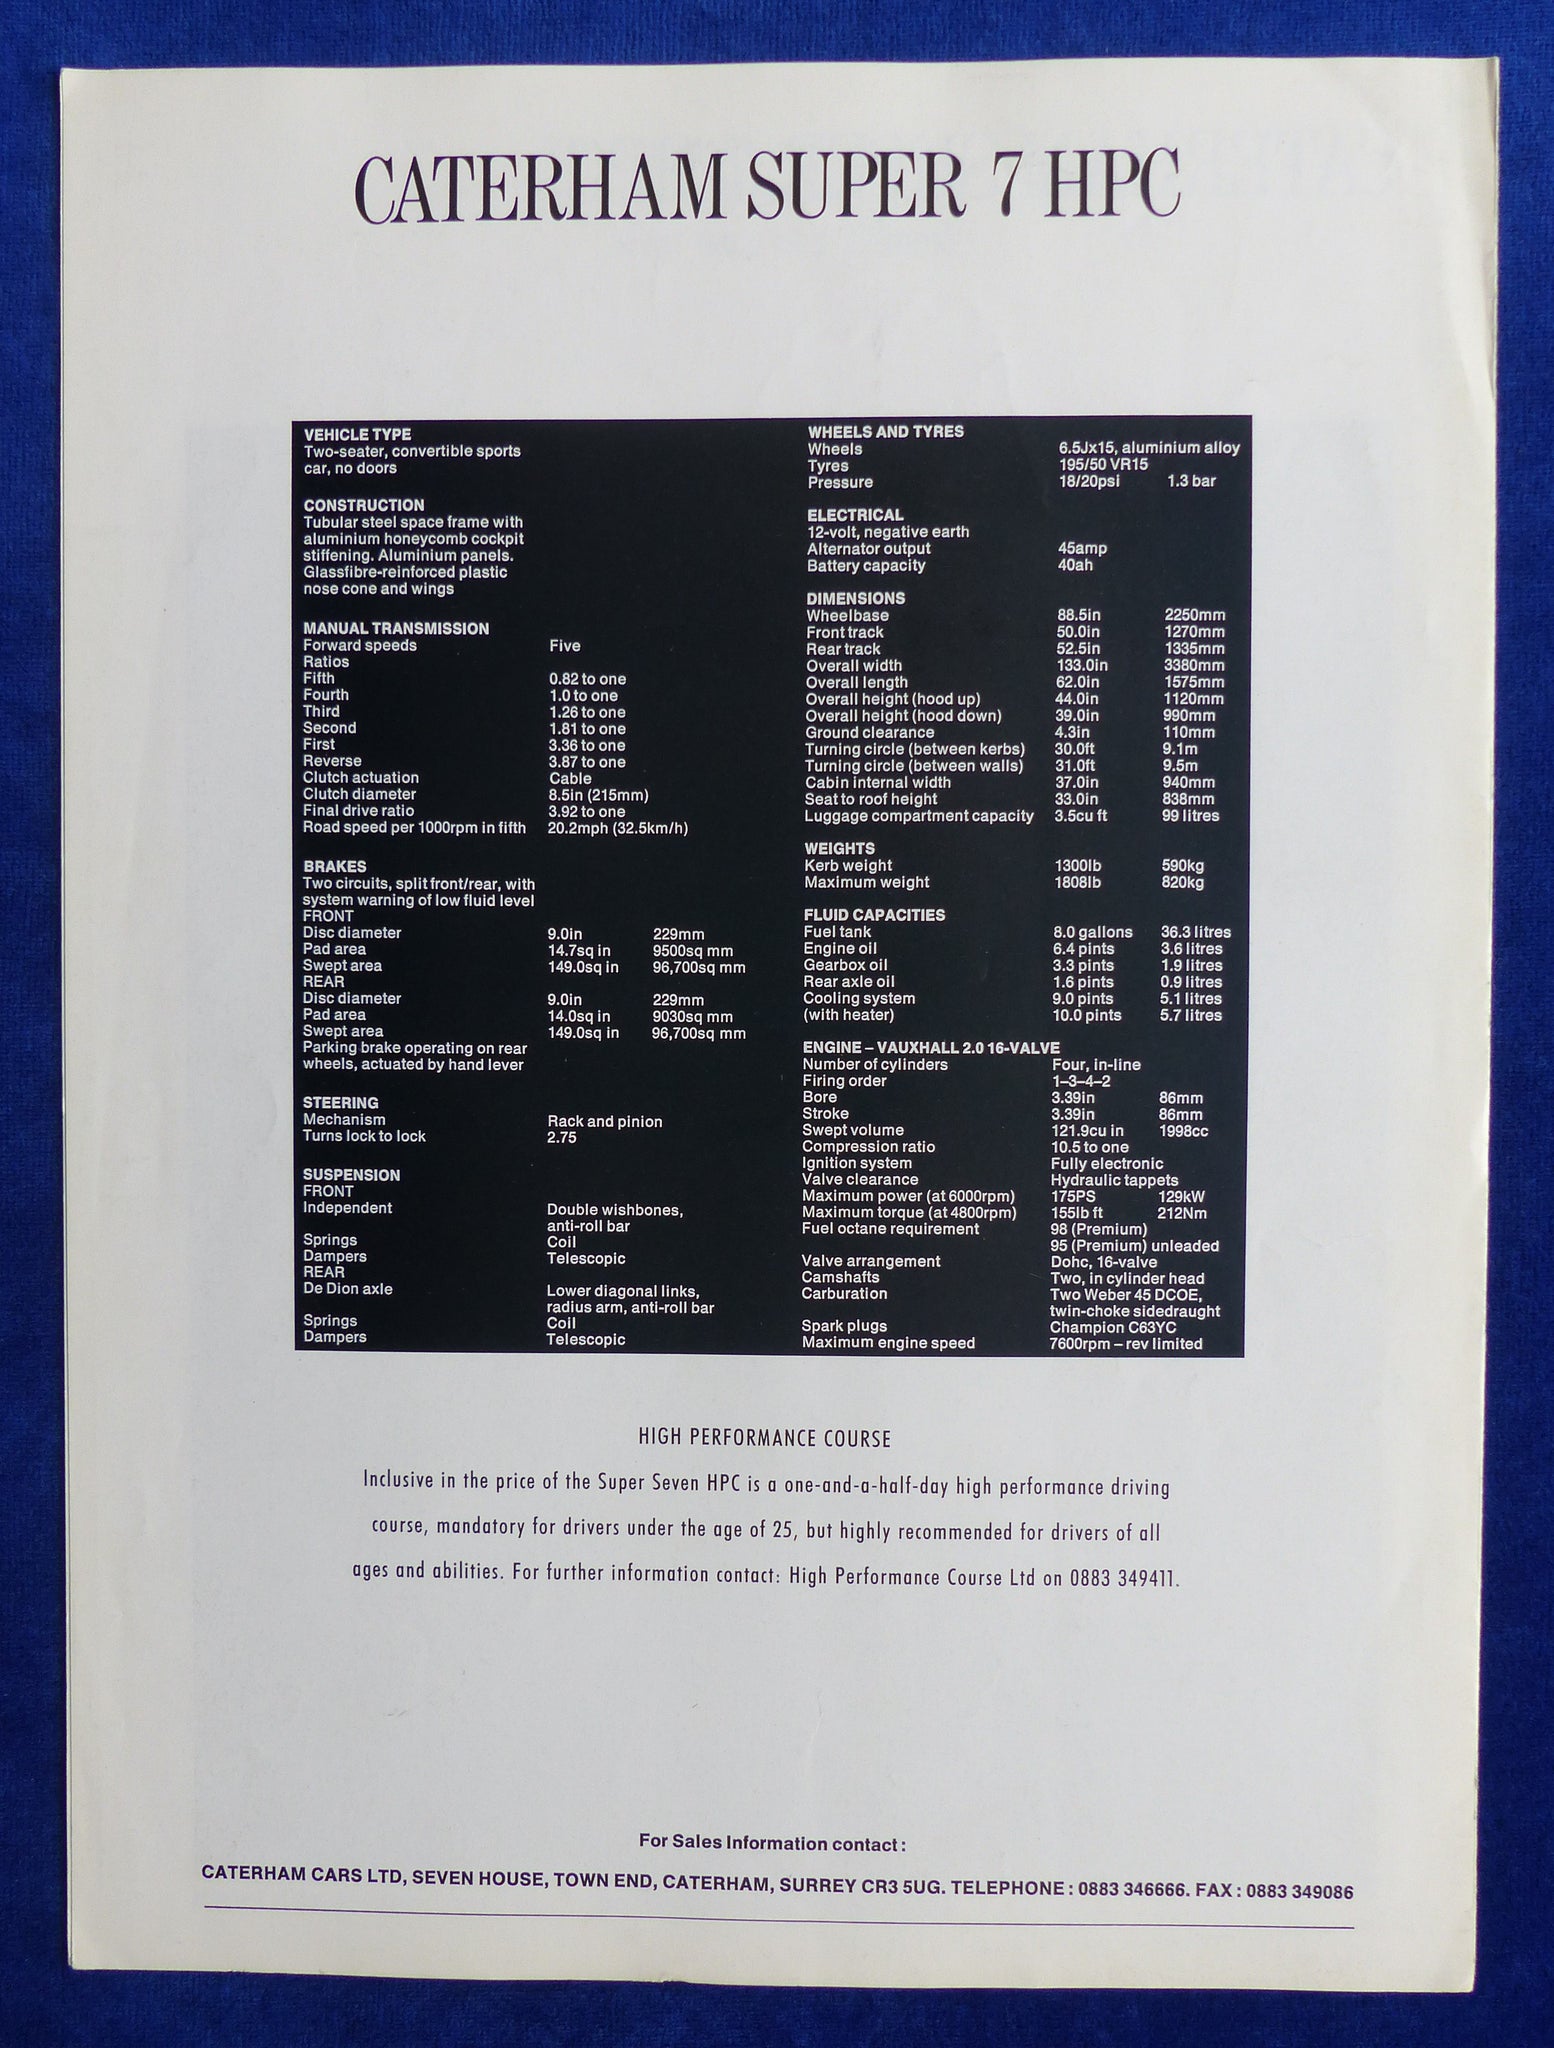 CATERHAM SUPER 7 HPC
VEHICLE TYPE
Two-seater, convertible sports
car, no doors
CONSTRUCTION
Tubular steel space frame with
aluminium honeycomb cockpit
stiffening. Aluminium panels.
Glassfibre-reinforced plastic
nose cone and wings
MANUAL TRANSMISSION
Forward speeds Five
Ratios
Fifth 0.82 to one
Fourth 1.0 to one
Third 1.26 to one
Second 1.81 to one
First 3.36 to one
Reverse 3.87 to one
Clutch actuation Cable
Clutch diameter 8.5in (215mm)
Final drive ratio 3.92 to one
Road speed per 1000rpm in fifth 20.2mph (32.5km/h)
BRAKES
Two circuits, split front/rear, with
system warning of low fluid level
FRONT
Disc diameter 9.0in 229mm
Pad area 14.7sq in 9500sq mm
Swept area 149.0sq in 96,700sq mm
REAR
Disc diameter 9.0in 229mm
Pad area 14.0sq in 9030sq mm
Swept area 149.0sq in 96,700sq mm
Parking brake operating on rear
wheels, actuated by hand lever
STEERING
Mechanism Rack and pinion
Turns lock to lock 2.75
SUSPENSION
FRONT
Independent Double wishbones,
anti-roll bar
Springs Coil
Dampers Telescopic
REAR
De Dion axle Lower diagonal links,
radius arm, anti-roll bar
Springs Coil
Dampers Telescopic
WHEELS AND TYRES
Wheels 6.5Jx15, aluminium alloy
Tyres 195/50 VR15
Pressure 18/20psi 1.3 bar
ELECTRICAL
12-volt, negative earth
Alternator output 45amp
Battery capacity 40ah
DIMENSIONS
Wheelbase 88.5in 2250mm
Front track 50.0in 1270mm
Rear track 52.5in 1335mm
Overall width 133.0in 3380mm
Overall length 62.0in 1575mm
Overall height (hood up) 44.0in 1120mm
Overall height (hood down) 39.0in 990mm
Ground clearance 4.3in 110mm
Turning circle (between kerbs) 30.0ft 9.1m
Turning circle (between walls) 31.0ft 9.5m
Cabin internal width 37.0in 940mm
Seat to roof height 33.0in 838mm
Luggage compartment capacity 3.5cu ft 99 litres
WEIGHTS
Kerb weight 1300lb 590kg
Maximum weight 1808lb 820kg
FLUID CAPACITIES
Fuel tank 8.0 gallons 36.3 litres
Engine oil 6.4 pints 3.6 litres
Gearbox oil 3.3 pints 1.9 litres
Rear axle oil 1.6 pints 0.9 litres
Cooling system 9.0 pints 5.1 litres
(with heater) 10.0 pints 5.7 litres
ENGINE – VAUXHALL 2.0 16-VALVE
Number of cylinders Four, in-line
Firing order 1–3–4–2
Bore 3.39in 86mm
Stroke 3.39in 86mm
Swept volume 121.9cu in 1998cc
Compression ratio 10.5 to one
Ignition system Fully electronic
Valve clearance Hydraulic tappets
Maximum power (at 6000rpm) 175PS 129kW
Maximum torque (at 4800rpm) 155lb ft 212Nm
Fuel octane requirement 98 (Premium)
95 (Premium) unleaded
Valve arrangement Dohc, 16-valve
Camshafts Two, in cylinder head
Carburation Two Weber 45 DCOE,
twin-choke sidedraught
Spark plugs Champion C63YC
Maximum engine speed 7600rpm – rev limited
HIGH PERFORMANCE COURSE
Inclusive in the price of the Super Seven HPC is a one-and-a-half-day high performance driving
course, mandatory for drivers under the age of 25, but highly recommended for drivers of all
ages and abilities. For further information contact: High Performance Course Ltd on 0883 349411.
For Sales Information contact :
CATERHAM CARS LTD, SEVEN HOUSE, TOWN END, CATERHAM, SURREY CR3 5UG. TELEPHONE : 0883 346666. FAX : 0883 349086